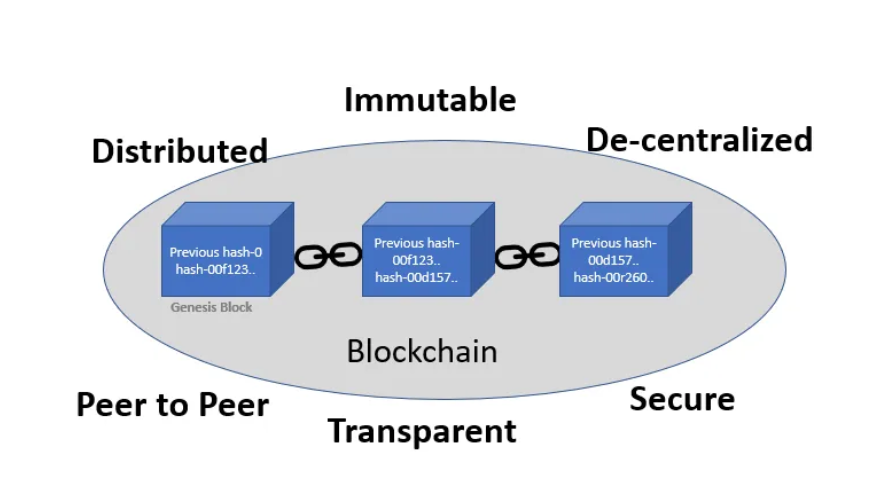 Immutable
De-centralized
Distributed
Previous hash-0
hash-00f123..
Previous hash-
00f123..
hash-00d157..
Previous hash-
00d157..
hash-00r260..
Genesis Block
Blockchain
Peer to Peer
Secure
Transparent